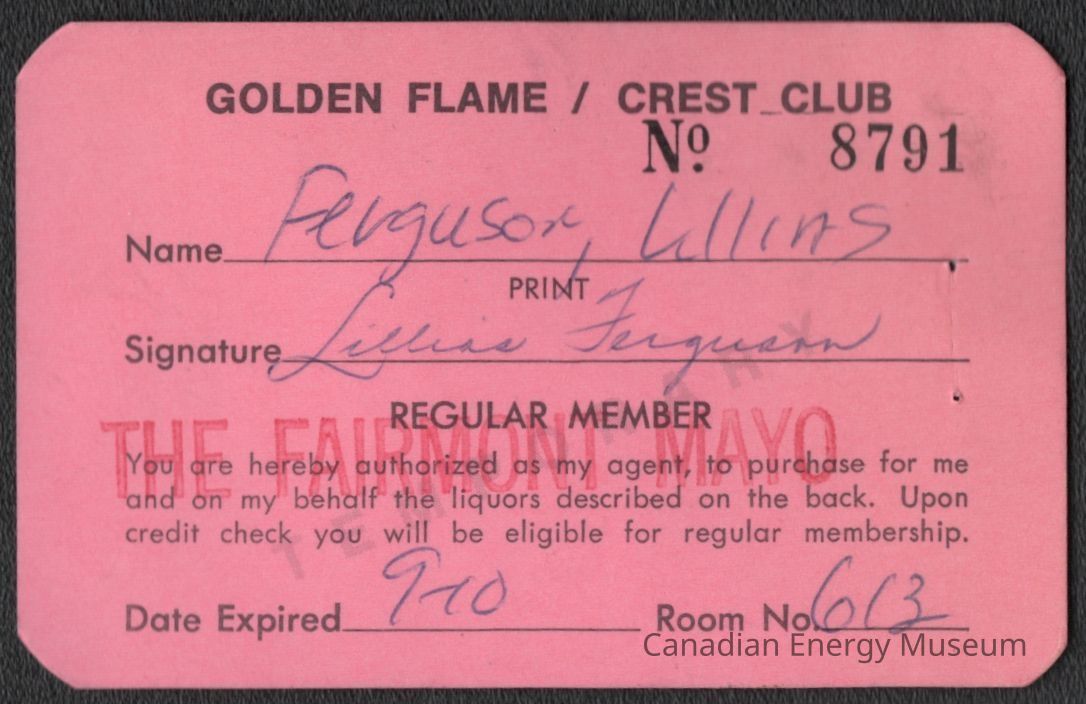 GOLDEN FLAME / CREST CLUB
Nº 8791
Name Ferguson, Lillias
PRINT
Signature Lillias Ferguson
REGULAR MEMBER
THE FAIRMONT MAYO
TEMPORARY
You are hereby authorized as my agent, to purchase for me
and on my behalf the liquors described on the back. Upon
credit check you will be eligible for regular membership.
Date Expired 9-10 Room No. 613
Canadian Energy Museum